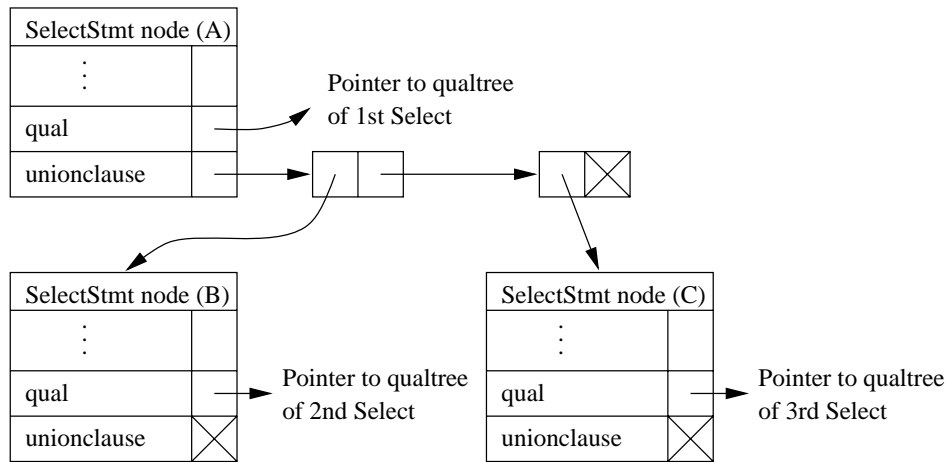 SelectStmt node (A)
Pointer to qualtree
of 1st Select
qual
unionclause
SelectStmt node (B)
qual
Pointer to qualtree
of 2nd Select
unionclause
SelectStmt node (C)
qual
Pointer to qualtree
of 3rd Select
unionclause